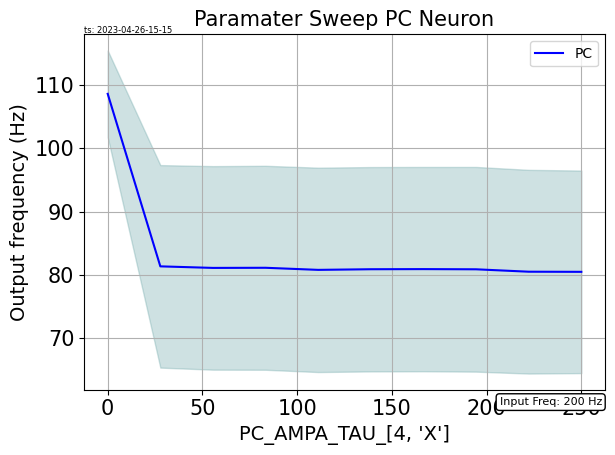 Paramater Sweep PC Neuron
ts: 2023-04-26-15-15
PC
110
100
90
80
70
Output frequency (Hz)
0 50 100 150 200 250
Input Freq: 200 Hz
PC_AMPA_TAU_[4, 'X']